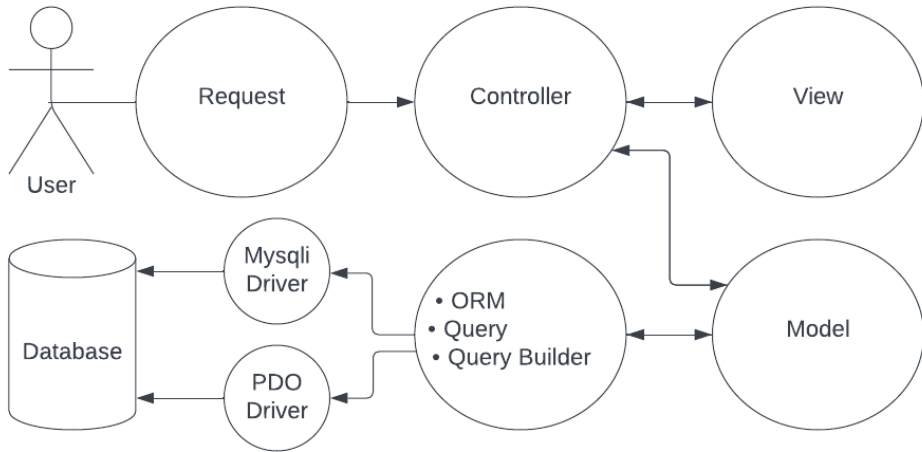 Request
Controller
View
User
Mysqli
Driver
• ORM
• Query
• Query Builder
Model
Database
PDO
Driver